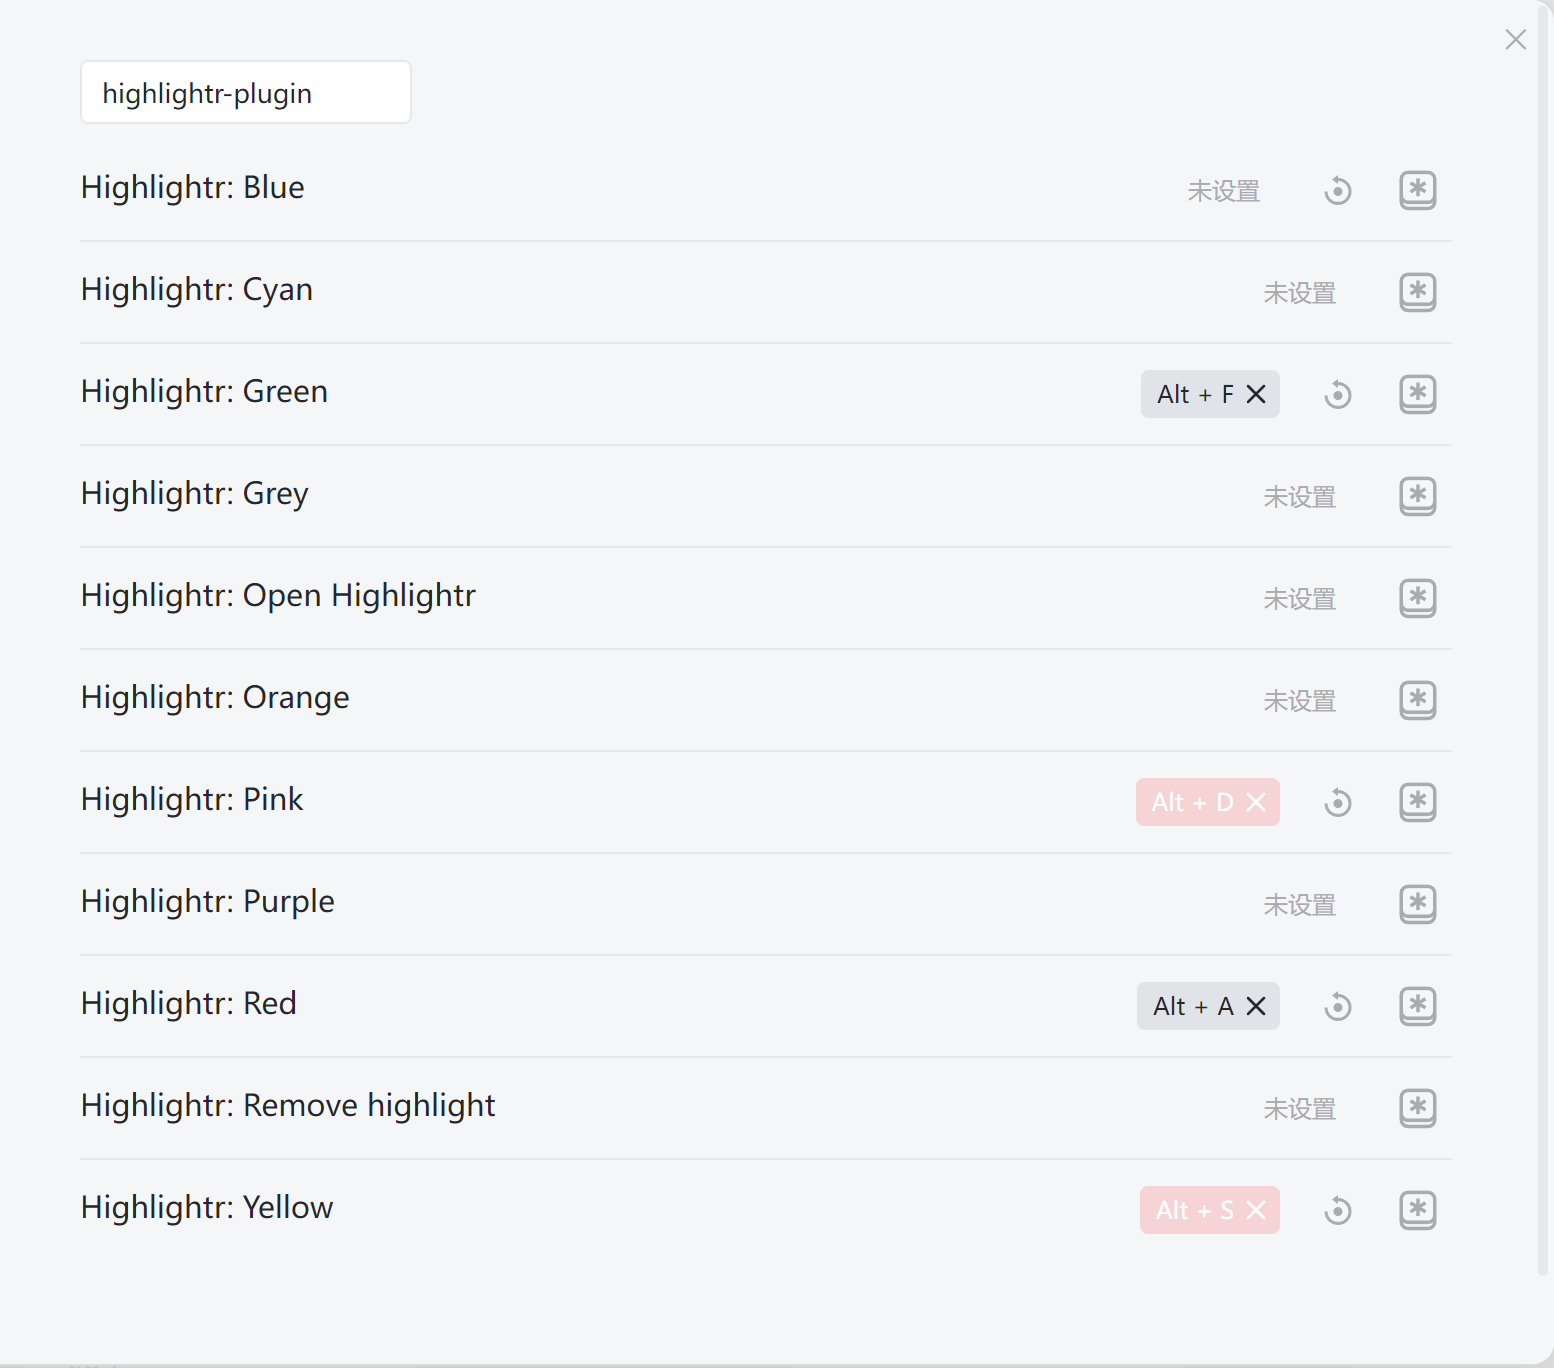 highlightr-plugin
Highlightr: Blue 未设置
Highlightr: Cyan 未设置
Highlightr: Green Alt + F
Highlightr: Grey 未设置
Highlightr: Open Highlightr 未设置
Highlightr: Orange 未设置
Highlightr: Pink Alt + D
Highlightr: Purple 未设置
Highlightr: Red Alt + A
Highlightr: Remove highlight 未设置
Highlightr: Yellow Alt + S